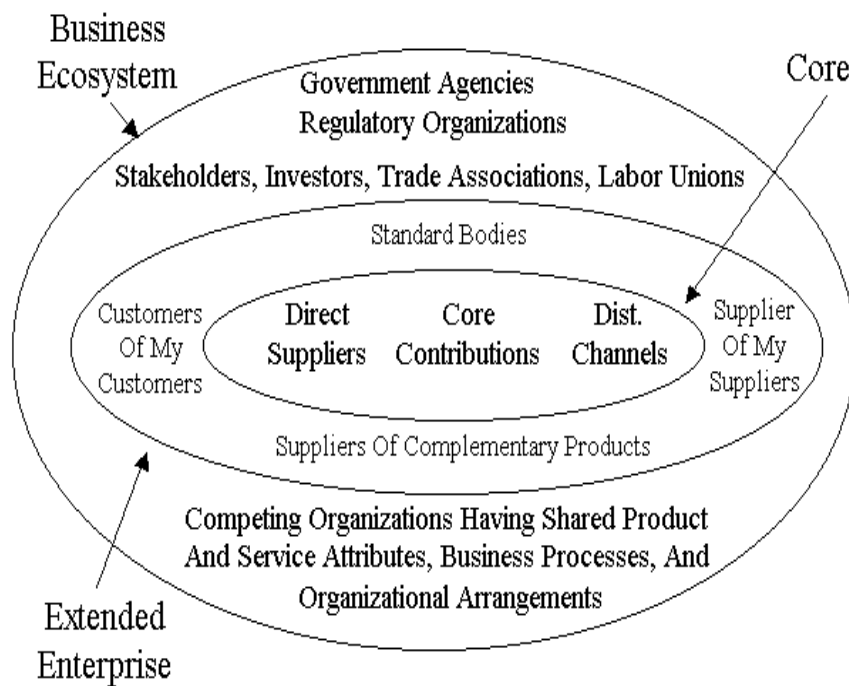 Business
Ecosystem
Core
Government Agencies
Regulatory Organizations
Stakeholders, Investors, Trade Associations, Labor Unions
Standard Bodies
Customers
Of My
Customers
Direct
Suppliers
Core
Contributions
Dist.
Channels
Supplier
Of My
Suppliers
Suppliers Of Complementary Products
Competing Organizations Having Shared Product
And Service Attributes, Business Processes, And
Organizational Arrangements
Extended
Enterprise